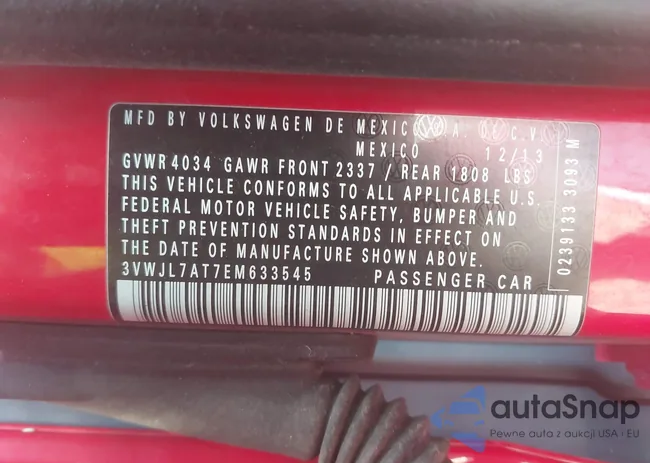 MFD BY VOLKSWAGEN DE MEXICO S.A. DE C.V.
MEXICO 12/13
GVWR 4034 GAWR FRONT 2337 / REAR 1808 LBS
THIS VEHICLE CONFORMS TO ALL APPLICABLE U.S.
FEDERAL MOTOR VEHICLE SAFETY, BUMPER AND
THEFT PREVENTION STANDARDS IN EFFECT ON
THE DATE OF MANUFACTURE SHOWN ABOVE.
3VWJL7AT7EM633545 PASSENGER CAR
0239133 3093 M
autaSnap
Pewne auta z aukcji USA i EU